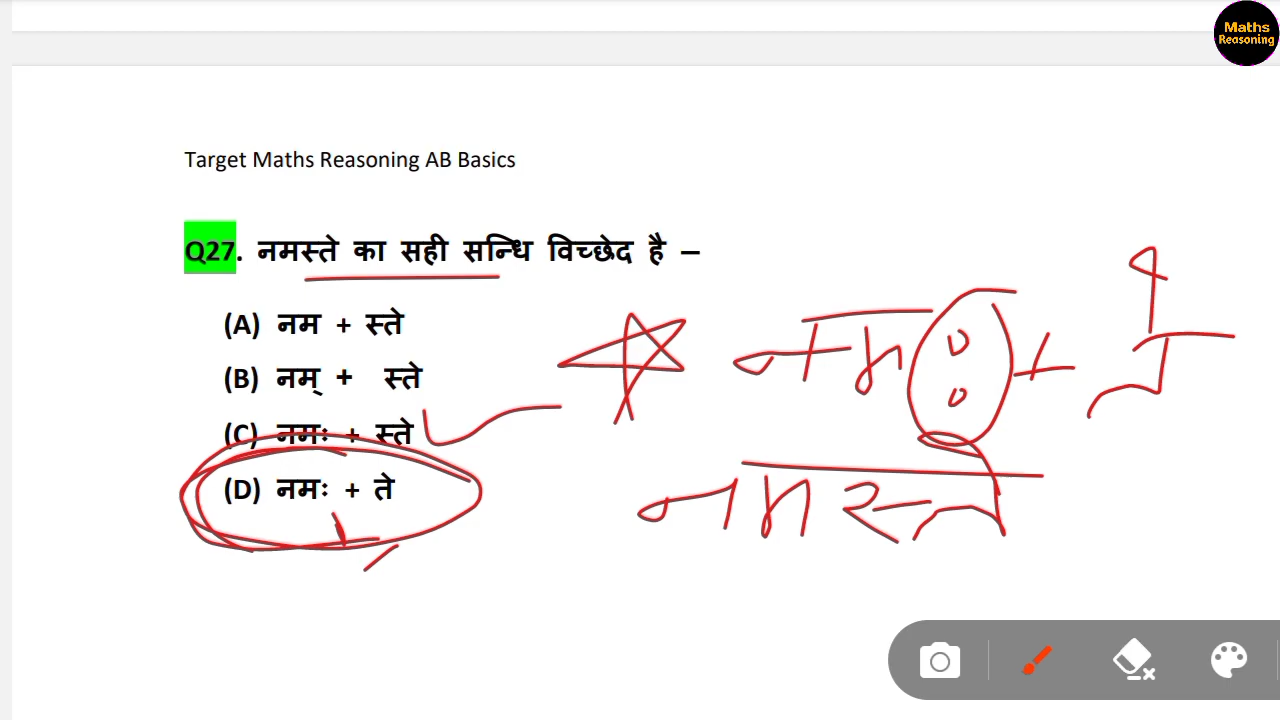 Maths
Reasoning
Target Maths Reasoning AB Basics
Q27. नमस्ते का सही सन्धि विच्छेद है –
(A) नम + स्ते
(B) नम् + स्ते
(C) नमः + स्ते
(D) नमः + ते
नमः + ते
नमस्ते